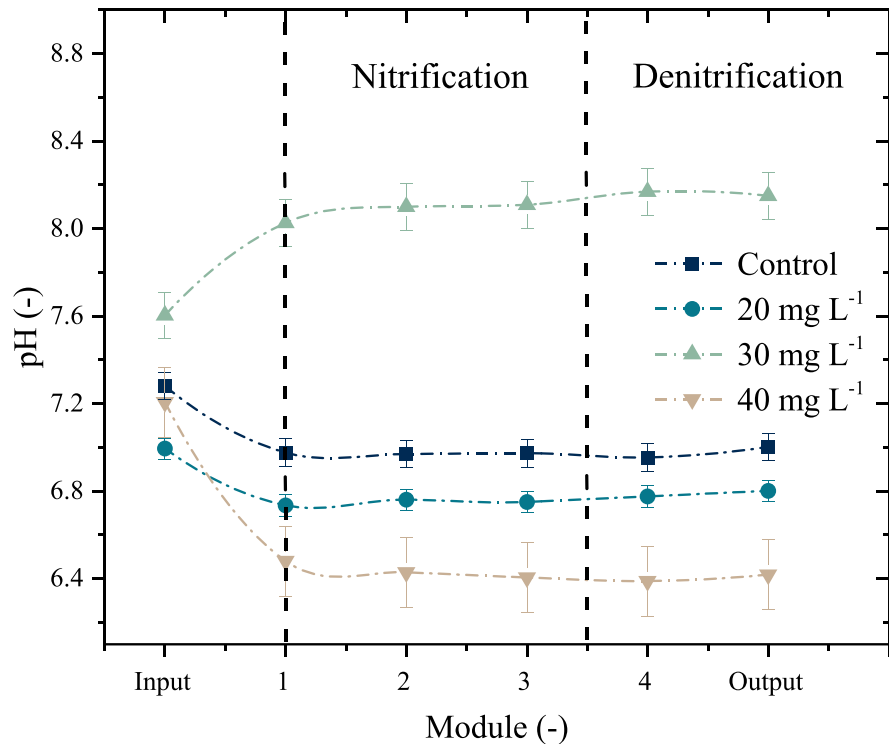 Nitrification
Denitrification
8.8
8.4
8.0
7.6
7.2
6.8
6.4
pH (-)
Control
20 mg L⁻¹
30 mg L⁻¹
40 mg L⁻¹
Input
1
2
3
4
Output
Module (-)